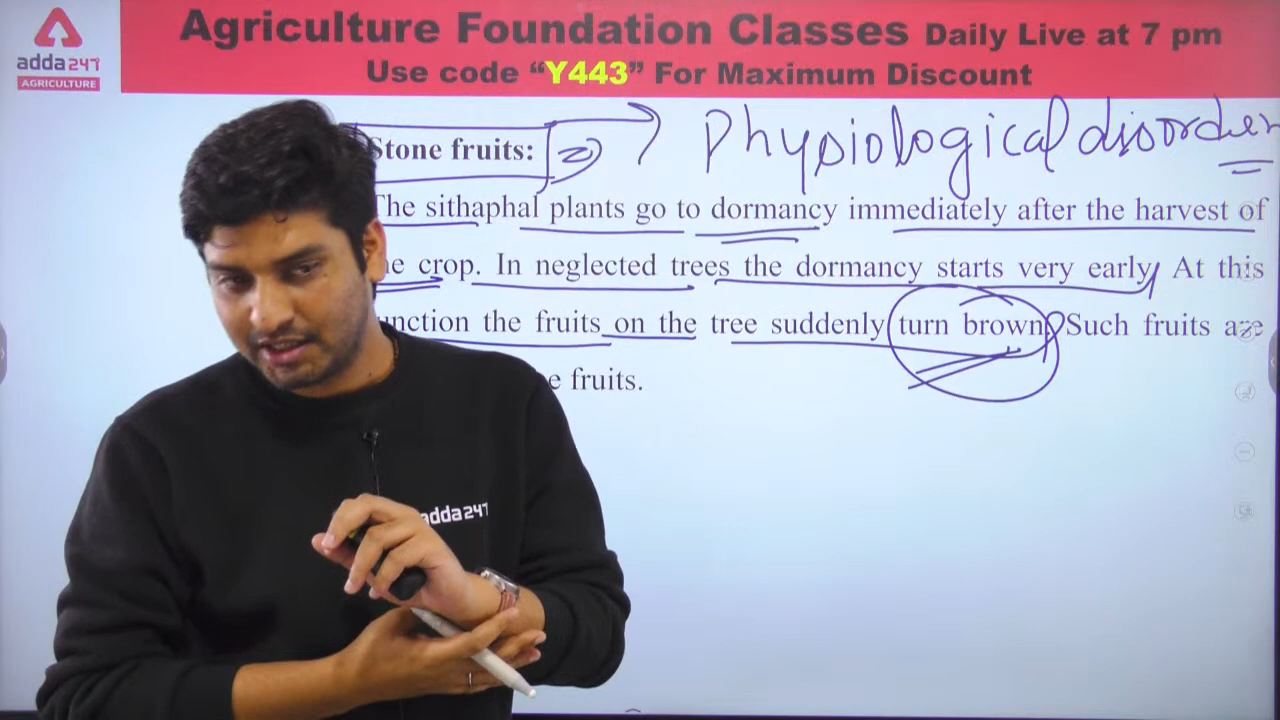 Agriculture Foundation Classes Daily Live at 7 pm
Use code “Y443” For Maximum Discount
adda247
AGRICULTURE
Stone fruits: Physiological disorder
The sithaphal plants go to dormancy immediately after the harvest of
crop. In neglected trees the dormancy starts very early, At this
the fruits on the tree suddenly turn brown. Such fruits are
fruits.
adda247